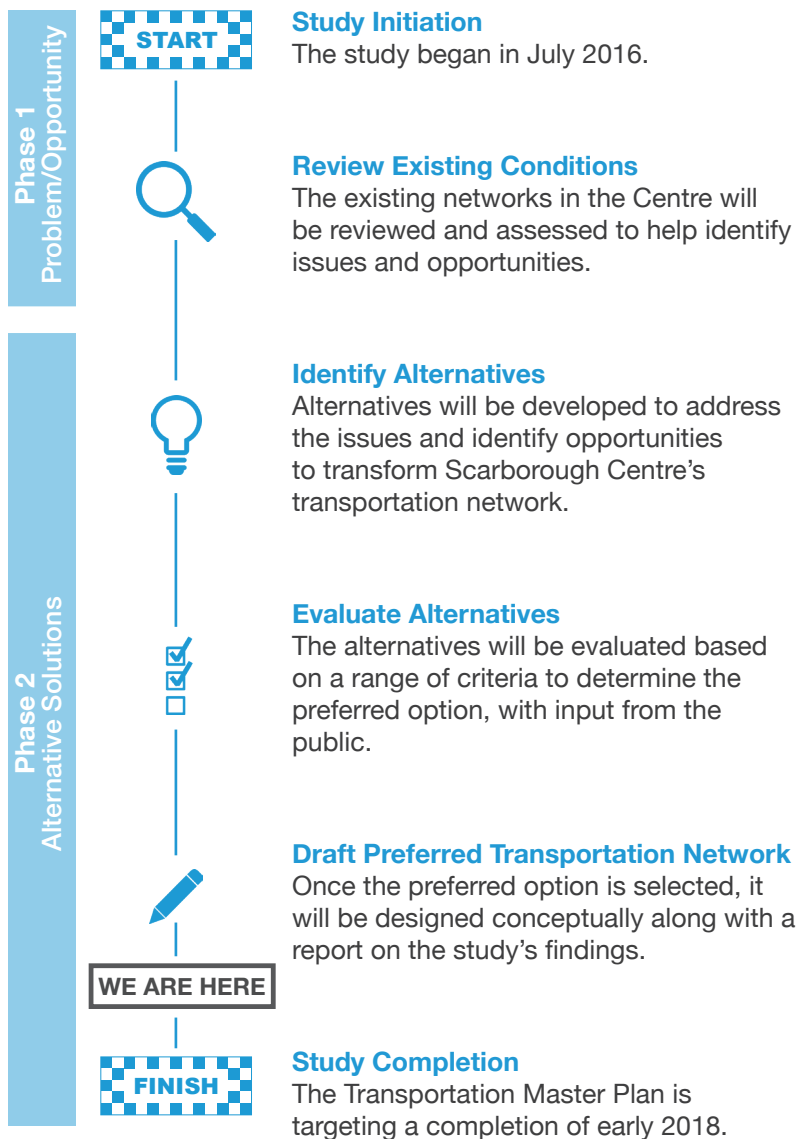 Phase 1
Problem/Opportunity
START
Study Initiation
The study began in July 2016.
Review Existing Conditions
The existing networks in the Centre will
be reviewed and assessed to help identify
issues and opportunities.
Phase 2
Alternative Solutions
Identify Alternatives
Alternatives will be developed to address
the issues and identify opportunities
to transform Scarborough Centre’s
transportation network.
Evaluate Alternatives
The alternatives will be evaluated based
on a range of criteria to determine the
preferred option, with input from the
public.
Draft Preferred Transportation Network
Once the preferred option is selected, it
will be designed conceptually along with a
report on the study’s findings.
WE ARE HERE
FINISH
Study Completion
The Transportation Master Plan is
targeting a completion of early 2018.